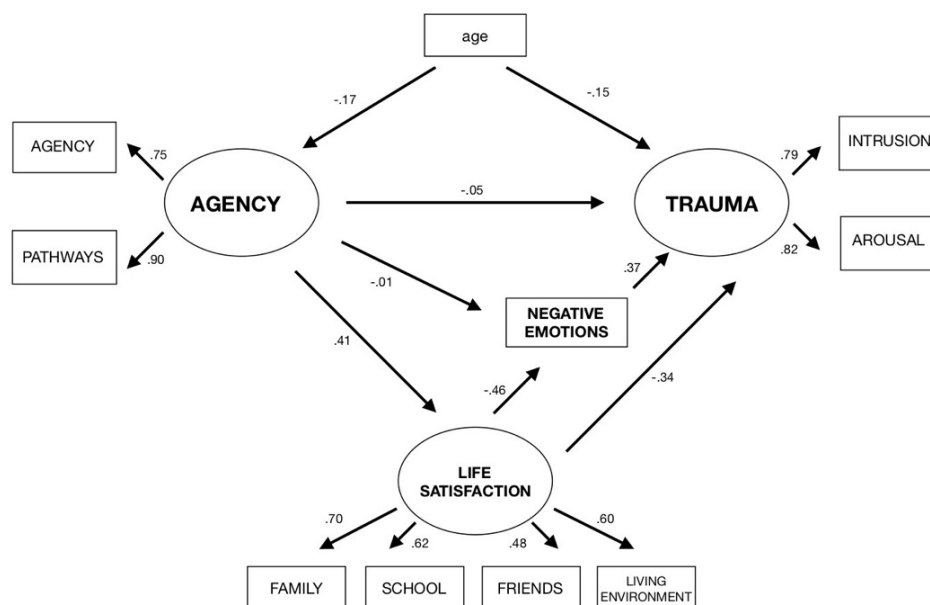 age
-.17
-.15
AGENCY
.75
INTRUSION
.79
AGENCY
-.05
TRAUMA
PATHWAYS
.90
AROUSAL
.82
-.01
.37
NEGATIVE
EMOTIONS
.41
-.46
-.34
LIFE
SATISFACTION
.70
.62
.48
.60
FAMILY
SCHOOL
FRIENDS
LIVING
ENVIRONMENT